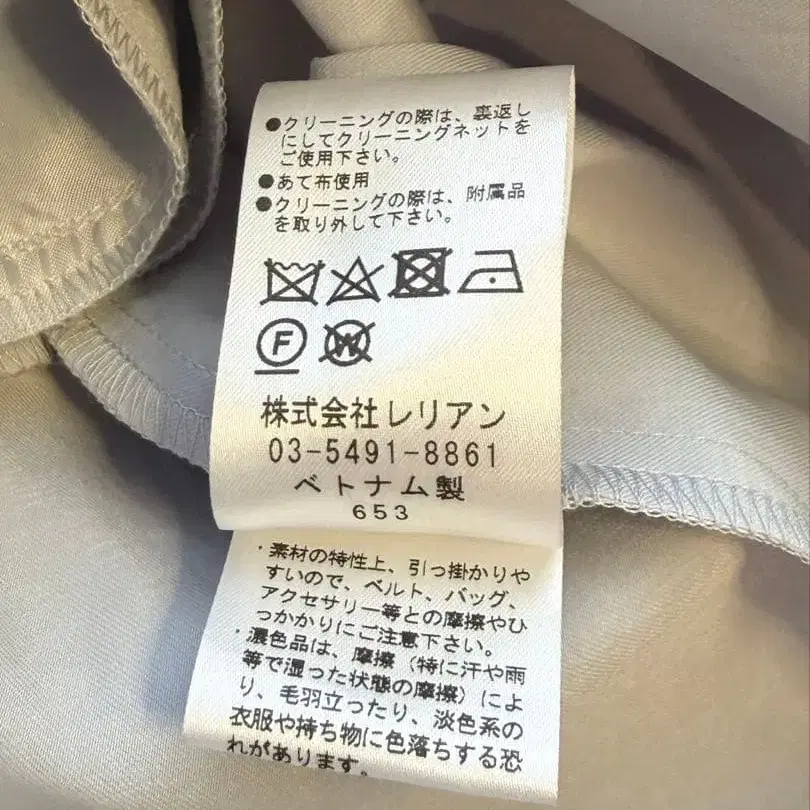 ●クリーニングの際は、裏返し
にしてクリーニングネットを
ご使用下さい。
●あて布使用
●クリーニングの際は、附属品
を取り外して下さい。
F W
株式会社レリアン
03-5491-8861
ベトナム製
653
・素材の特性上、引っ掛かりや
すいので、ベルト、バッグ、
アクセサリー等との摩擦やひ
っかかりにご注意下さい。
・濃色品は、摩擦（特に汗や雨
等で湿った状態の摩擦）によ
り、毛羽立ったり、淡色系の
衣服や持ち物に色落ちする恐
れがあります。